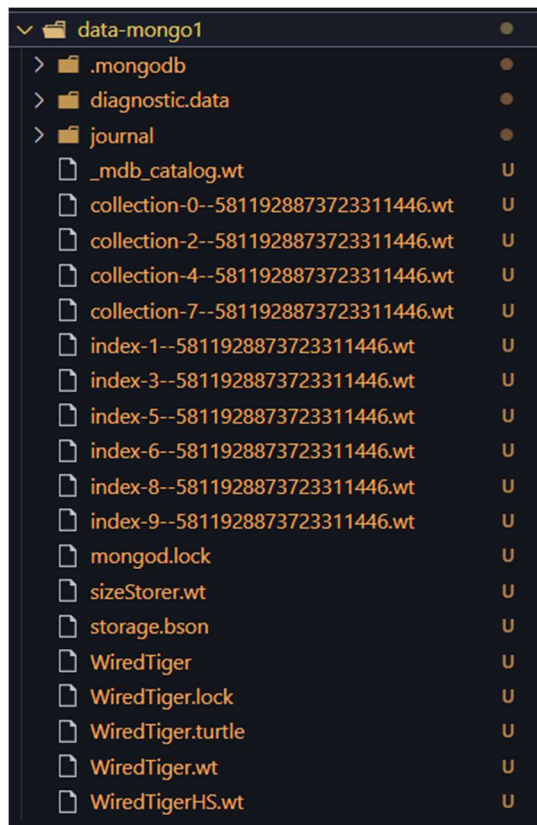 data-mongo1
.mongodb
diagnostic.data
journal
_mdb_catalog.wt U
collection-0--5811928873723311446.wt U
collection-2--5811928873723311446.wt U
collection-4--5811928873723311446.wt U
collection-7--5811928873723311446.wt U
index-1--5811928873723311446.wt U
index-3--5811928873723311446.wt U
index-5--5811928873723311446.wt U
index-6--5811928873723311446.wt U
index-8--5811928873723311446.wt U
index-9--5811928873723311446.wt U
mongod.lock U
sizeStorer.wt U
storage.bson U
WiredTiger U
WiredTiger.lock U
WiredTiger.turtle U
WiredTiger.wt U
WiredTigerHS.wt U